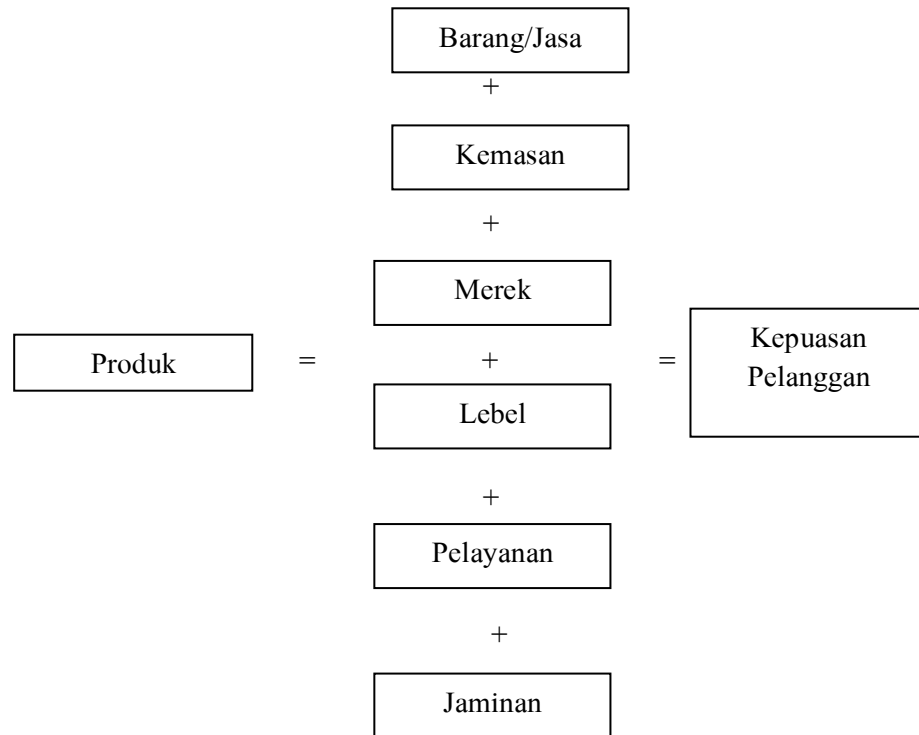 Barang/Jasa
+
Kemasan
+
Merek
Produk = + =
Kepuasan
Pelanggan
Lebel
+
Pelayanan
+
Jaminan